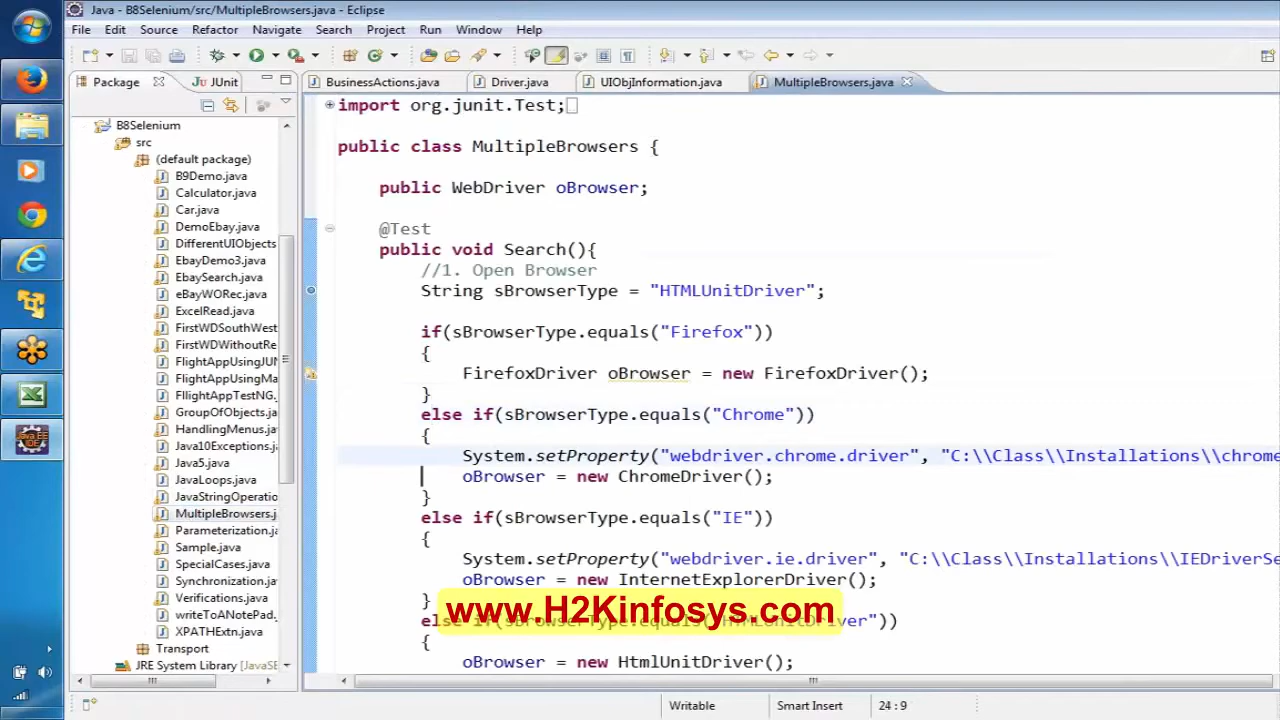 Java - B8Selenium/src/MultipleBrowsers.java - Eclipse
File Edit Source Refactor Navigate Search Project Run Window Help
Package JUnit
BusinessActions.java Driver.java UIObjInformation.java MultipleBrowsers.java
B8Selenium
src
(default package)
B9Demo.java
Calculator.java
Car.java
DemoEbay.java
DifferentUIObjects
EbayDemo3.java
EbaySearch.java
eBayWORec.java
ExcelRead.java
FirstWDSouthWest
FirstWDWithoutRe
FlightAppUsingJUN
FlightAppUsingMa
FllightAppTestNG.
GroupOfObjects.ja
HandlingMenus.jav
Java10Exceptions.ja
Java5.java
JavaLoops.java
JavaStringOperatio
MultipleBrowsers.j
Parameterization.ja
Sample.java
SpecialCases.java
Synchronization.ja
Verifications.java
writeToANotePad.
XPATHExtn.java
Transport
JRE System Library [JavaSE
import org.junit.Test;
public class MultipleBrowsers {
public WebDriver oBrowser;
@Test
public void Search(){
//1. Open Browser
String sBrowserType = "HTMLUnitDriver";
if(sBrowserType.equals("Firefox"))
{
FirefoxDriver oBrowser = new FirefoxDriver();
}
else if(sBrowserType.equals("Chrome"))
{
System.setProperty("webdriver.chrome.driver", "C:\\Class\\Installations\\chrome
oBrowser = new ChromeDriver();
}
else if(sBrowserType.equals("IE"))
{
System.setProperty("webdriver.ie.driver", "C:\\Class\\Installations\\IEDriverSe
oBrowser = new InternetExplorerDriver();
}
www.H2Kinfosys.com
else if(sBrowserType.equals("HTMLUnitDriver"))
{
oBrowser = new HtmlUnitDriver();
Writable Smart Insert 24 : 9